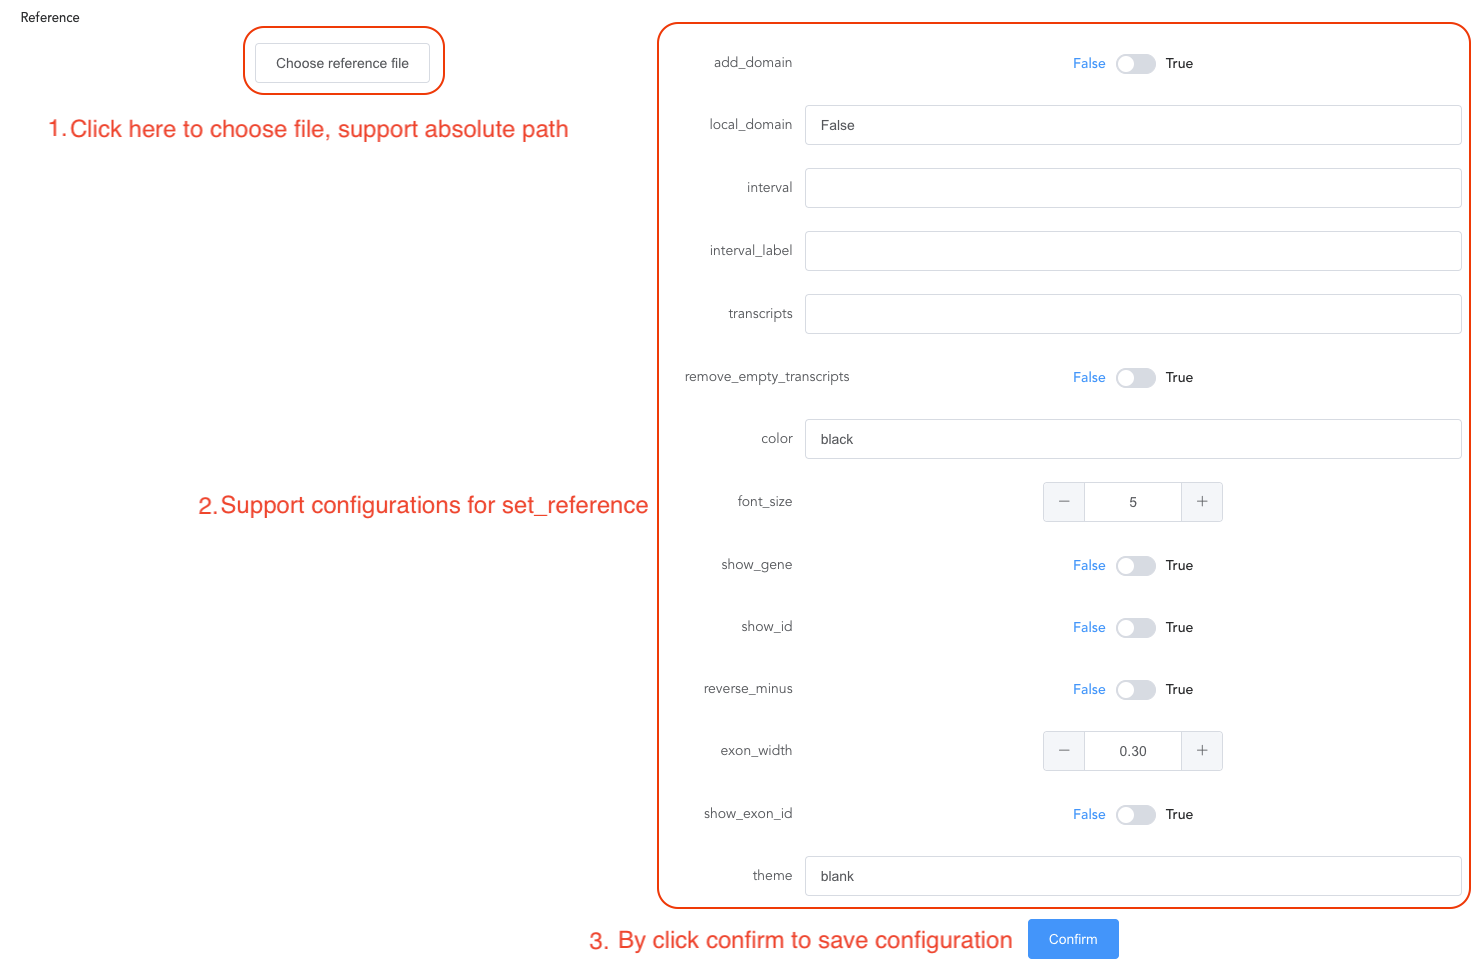 Reference
Choose reference file
1. Click here to choose file, support absolute path
add_domain False True
local_domain False
interval
interval_label
transcripts
remove_empty_transcripts False True
color black
2. Support configurations for set_reference
font_size − 5 +
show_gene False True
show_id False True
reverse_minus False True
exon_width − 0.30 +
show_exon_id False True
theme blank
3. By click confirm to save configuration
Confirm